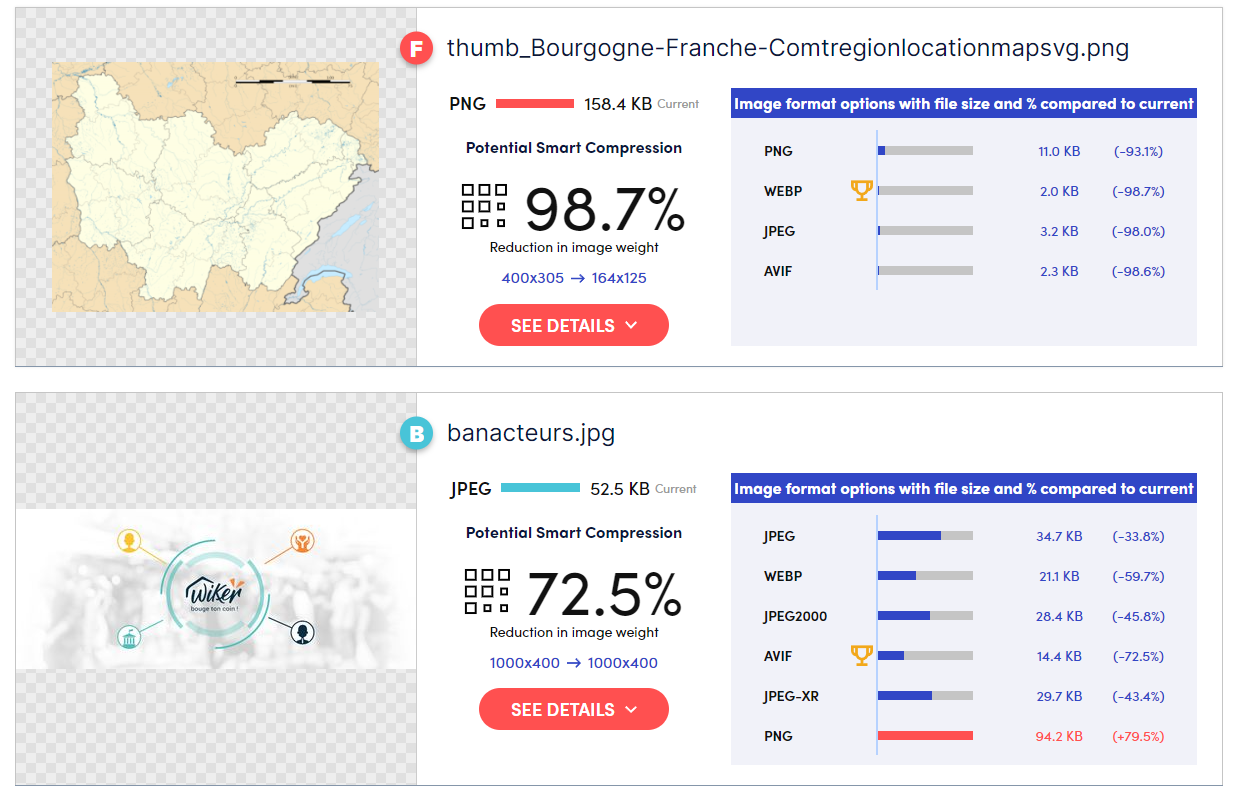 F
thumb_Bourgogne-Franche-Comtregionlocationmapsvg.png
PNG 158.4 KB Current
Potential Smart Compression
98.7%
Reduction in image weight
400x305 → 164x125
SEE DETAILS
Image format options with file size and % compared to current
PNG 11.0 KB (-93.1%)
WEBP 2.0 KB (-98.7%)
JPEG 3.2 KB (-98.0%)
AVIF 2.3 KB (-98.6%)
B
banacteurs.jpg
Wiker
bouge ton coin !
JPEG 52.5 KB Current
Potential Smart Compression
72.5%
Reduction in image weight
1000x400 → 1000x400
SEE DETAILS
Image format options with file size and % compared to current
JPEG 34.7 KB (-33.8%)
WEBP 21.1 KB (-59.7%)
JPEG2000 28.4 KB (-45.8%)
AVIF 14.4 KB (-72.5%)
JPEG-XR 29.7 KB (-43.4%)
PNG 94.2 KB (+79.5%)